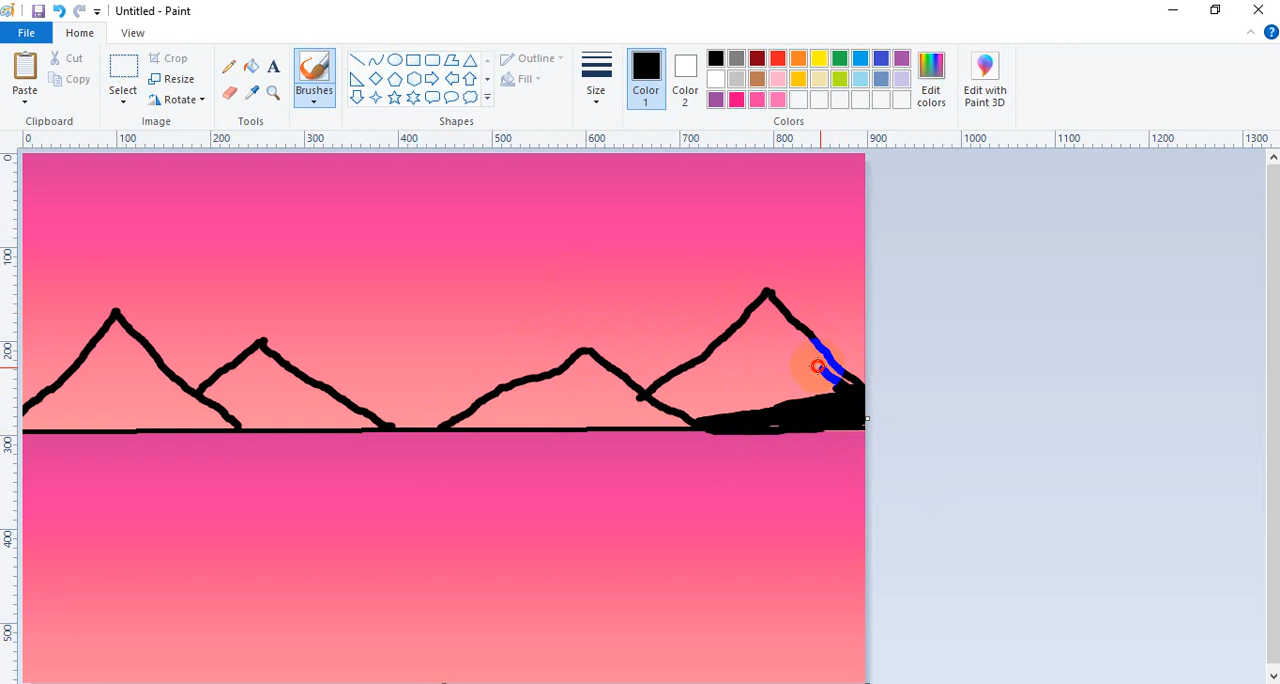 Untitled - Paint
File Home View
Paste
Cut
Copy
Clipboard
Select
Crop
Resize
Rotate
Image
A
Tools
Brushes
Outline
Fill
Shapes
Size
Color 1
Color 2
Edit colors
Colors
Edit with Paint 3D
0 100 200 300 400 500 600 700 800 900 1000 1100 1200 1300
0
100
200
300
400
500